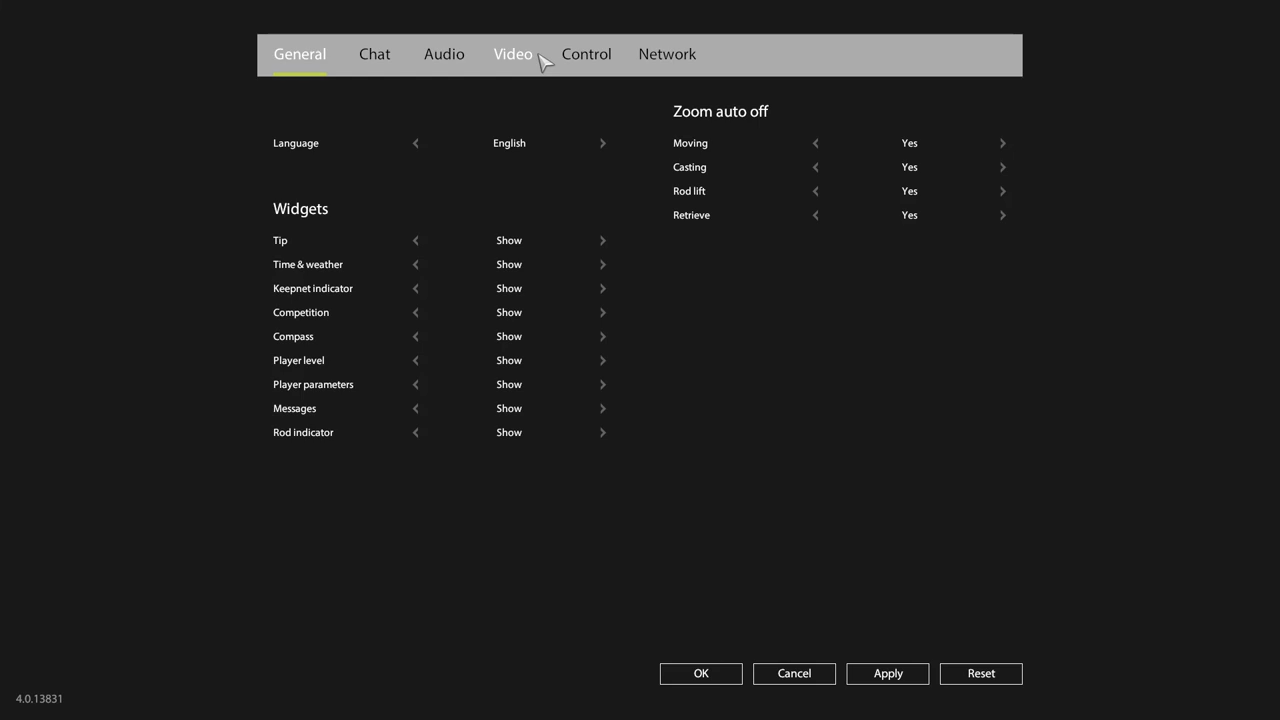 General Chat Audio Video Control Network
Language English
Widgets
Tip Show
Time & weather Show
Keepnet indicator Show
Competition Show
Compass Show
Player level Show
Player parameters Show
Messages Show
Rod indicator Show
Zoom auto off
Moving Yes
Casting Yes
Rod lift Yes
Retrieve Yes
OK Cancel Apply Reset
4.0.13831